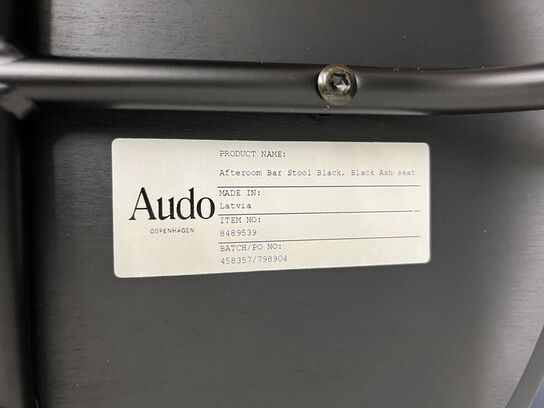 Audo
COPENHAGEN
PRODUCT NAME:
Afteroom Bar Stool Black, Black Ash seat
MADE IN:
Latvia
ITEM NO:
8489539
BATCH/PO NO:
458357/798904